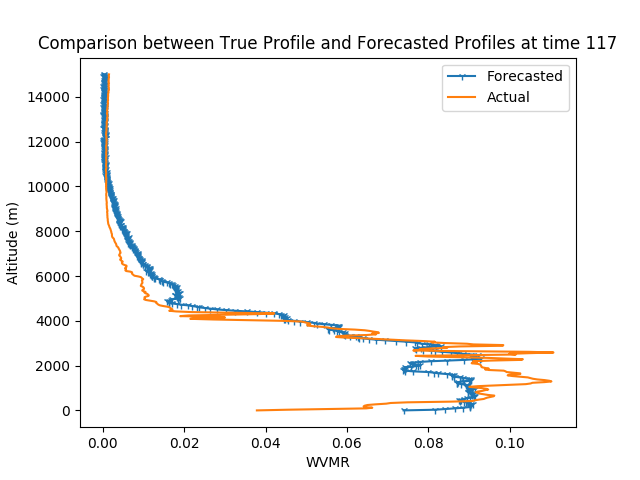 Comparison between True Profile and Forecasted Profiles at time 117
Forecasted
Actual
14000
12000
10000
8000
6000
4000
2000
0
Altitude (m)
0.00 0.02 0.04 0.06 0.08 0.10
WVMR